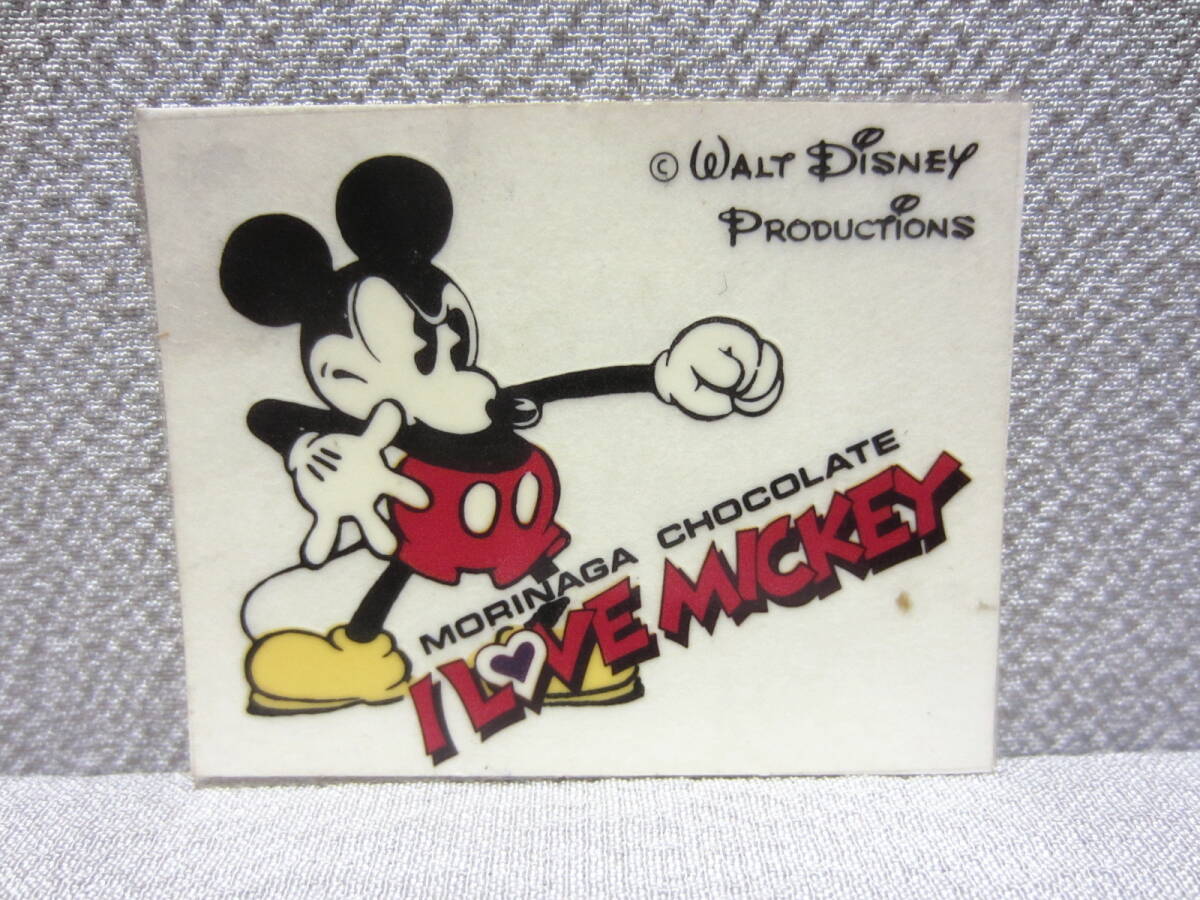 © WALT DISNEY
PRODUCTIONS
MORINAGA CHOCOLATE
I LOVE MICKEY